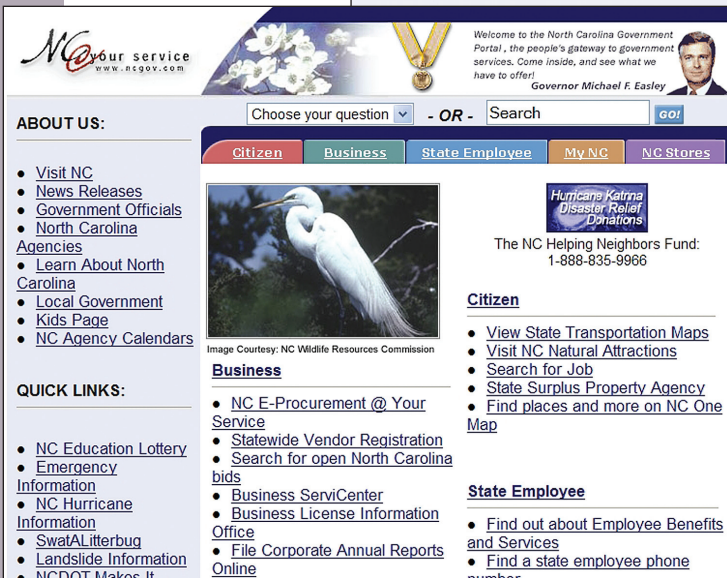 NC@your service
www.ncgov.com
Welcome to the North Carolina Government
Portal , the people's gateway to government
services. Come inside, and see what we
have to offer!
Governor Michael F. Easley
Choose your question
- OR -
Search
GO!
Citizen
Business
State Employee
My NC
NC Stores
ABOUT US:
● Visit NC
● News Releases
● Government Officials
● North Carolina
Agencies
● Learn About North
Carolina
● Local Government
● Kids Page
● NC Agency Calendars
QUICK LINKS:
● NC Education Lottery
● Emergency
Information
● NC Hurricane
Information
● SwatALitterbug
● Landslide Information
● NCDOT Makes It
Image Courtesy: NC Wildlife Resources Commission
Business
● NC E-Procurement @ Your
Service
● Statewide Vendor Registration
● Search for open North Carolina
bids
● Business ServiCenter
● Business License Information
Office
● File Corporate Annual Reports
Online
Hurricane Katrina
Disaster Relief
Donations
The NC Helping Neighbors Fund:
1-888-835-9966
Citizen
● View State Transportation Maps
● Visit NC Natural Attractions
● Search for Job
● State Surplus Property Agency
● Find places and more on NC One
Map
State Employee
● Find out about Employee Benefits
and Services
● Find a state employee phone
number